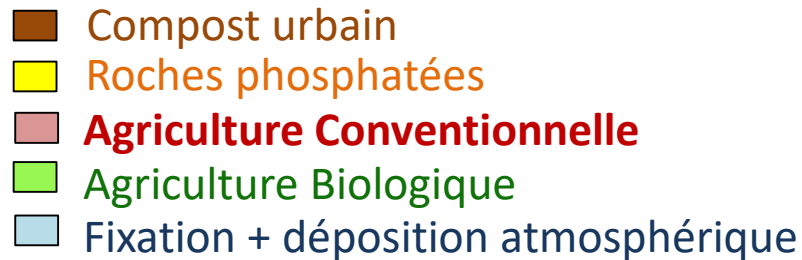 Compost urbain
Roches phosphatées
Agriculture Conventionnelle
Agriculture Biologique
Fixation + déposition atmosphérique